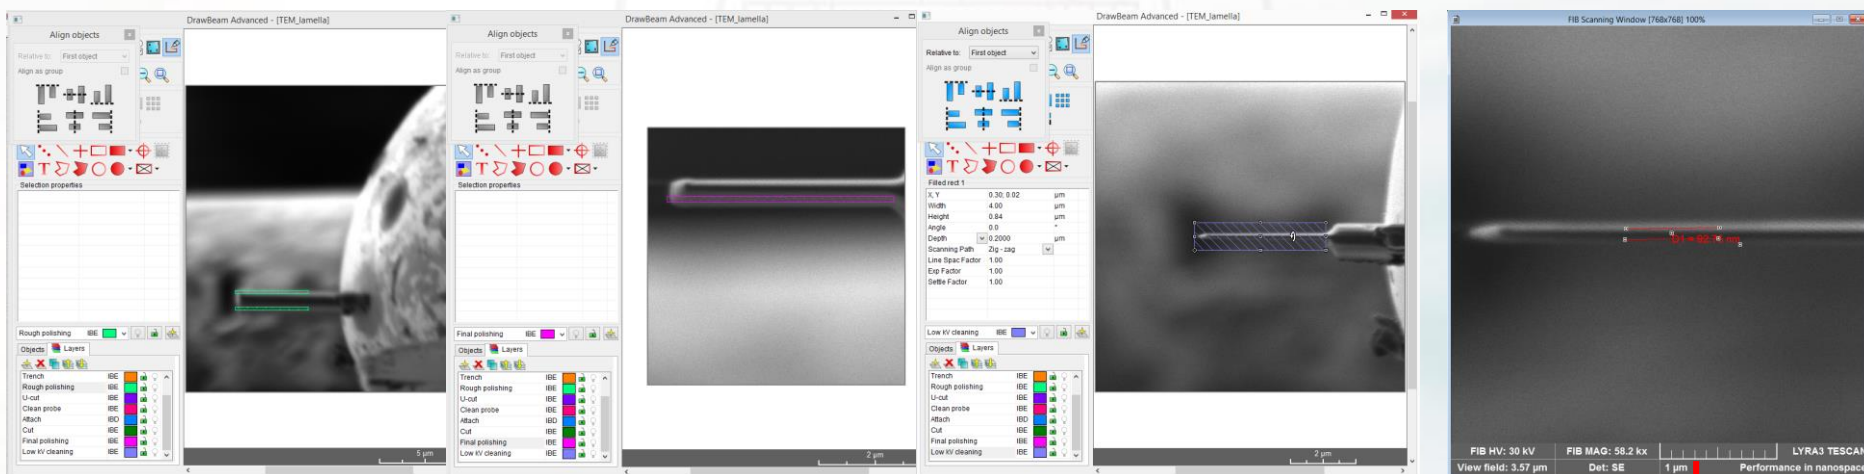 DrawBeam Advanced - [TEM_lamella]
Align objects
Relative to: First object
Align as group
Selection properties
Rough polishing IBE
Objects Layers
Trench IBE
Rough polishing IBE
U-cut IBE
Clean probe IBE
Attach IBD
Cut IBE
Final polishing IBE
Low kV cleaning IBE
5 µm
DrawBeam Advanced - [TEM_lamella]
Align objects
Relative to: First object
Align as group
Selection properties
Final polishing IBE
Objects Layers
Trench IBE
Rough polishing IBE
U-cut IBE
Clean probe IBE
Attach IBD
Cut IBE
Final polishing IBE
Low kV cleaning IBE
2 µm
DrawBeam Advanced - [TEM_lamella]
Align objects
Relative to: First object
Align as group
Filled rect 1
X, Y 0.30; 0.02 µm
Width 4.00 µm
Height 0.84 µm
Angle 0.0 °
Depth 0.2000 µm
Scanning Path Zig - zag
Line Spac Factor 1.00
Exp Factor 1.00
Settle Factor 1.00
Low kV cleaning IBE
Objects Layers
Trench IBE
Rough polishing IBE
U-cut IBE
Clean probe IBE
Attach IBD
Cut IBE
Final polishing IBE
Low kV cleaning IBE
2 µm
FIB Scanning Window [768x768] 100%
FIB HV: 30 kV FIB MAG: 58.2 kx LYRA3 TESCAN
View field: 3.57 µm Det: SE 1 µm Performance in nanospace